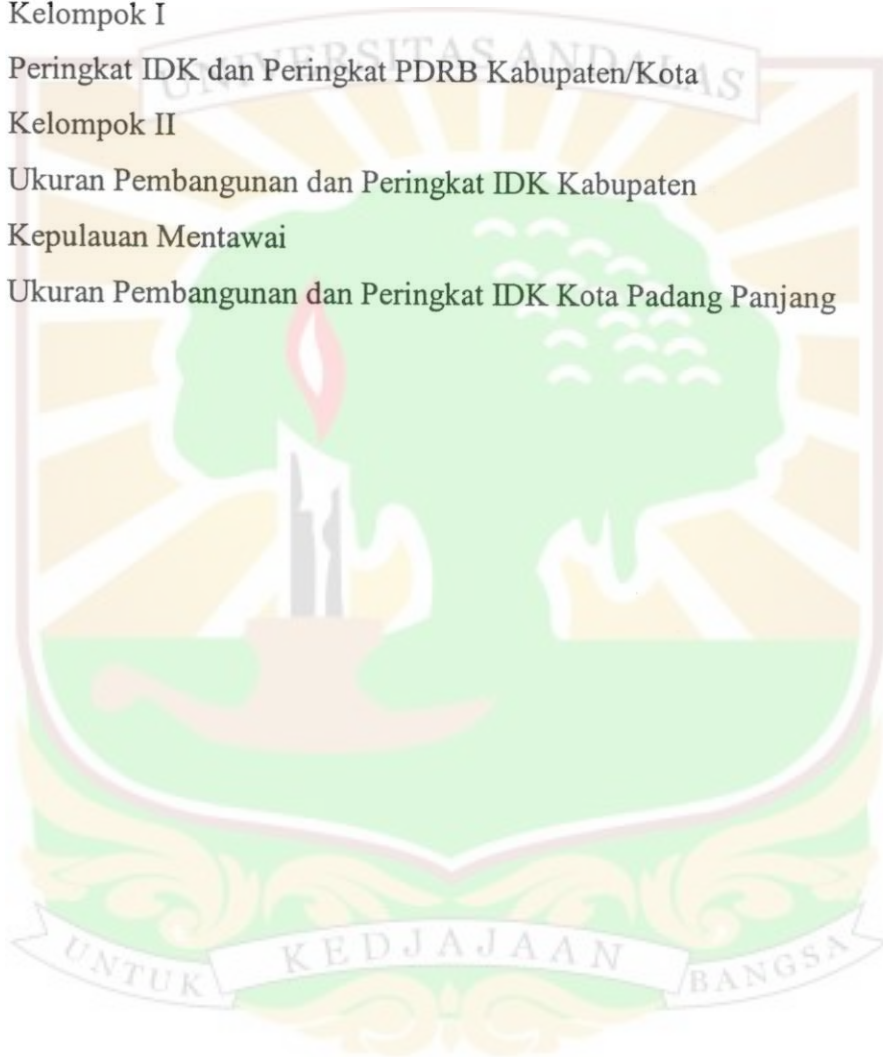 Kelompok I
UNIVERSITAS ANDALAS
Peringkat IDK dan Peringkat PDRB Kabupaten/Kota
Kelompok II
Ukuran Pembangunan dan Peringkat IDK Kabupaten
Kepulauan Mentawai
Ukuran Pembangunan dan Peringkat IDK Kota Padang Panjang
UNTUK KEDJAJAAN BANGSA